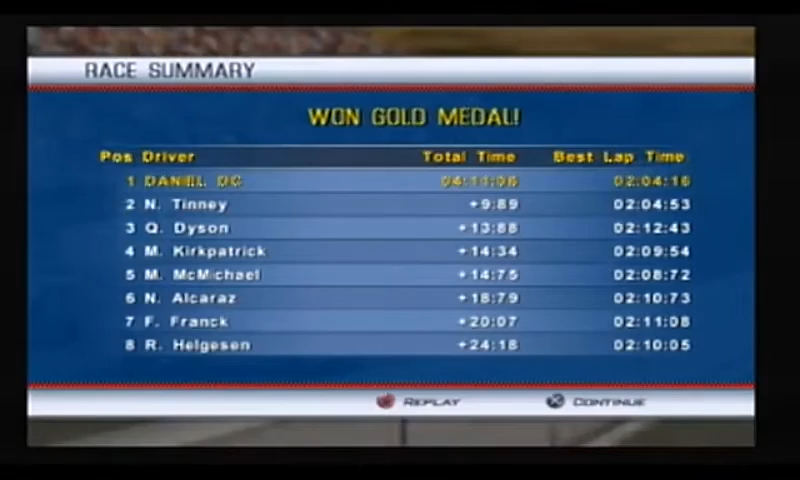 RACE SUMMARY
WON GOLD MEDAL!
Pos Driver Total Time Best Lap Time
1 DANIEL DC 04:11:06 02:04:16
2 N. Tinney +9:89 02:04:53
3 Q. Dyson +13:88 02:12:43
4 M. Kirkpatrick +14:34 02:09:54
5 M. McMichael +14:75 02:08:72
6 N. Alcaraz +18:79 02:10:73
7 F. Franck +20:07 02:11:08
8 R. Helgesen +24:18 02:10:05
REPLAY CONTINUE